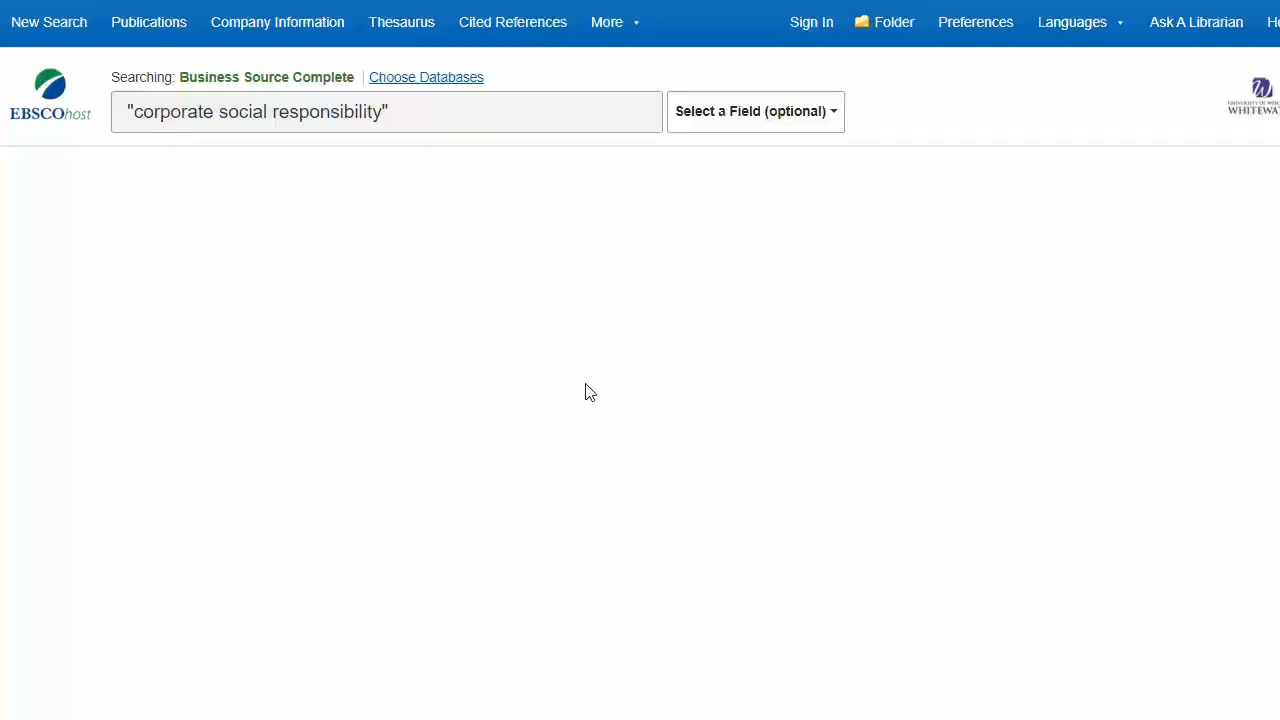 New Search Publications Company Information Thesaurus Cited References More Sign In Folder Preferences Languages Ask A Librarian
Searching: Business Source Complete Choose Databases
"corporate social responsibility" Select a Field (optional)
EBSCOhost